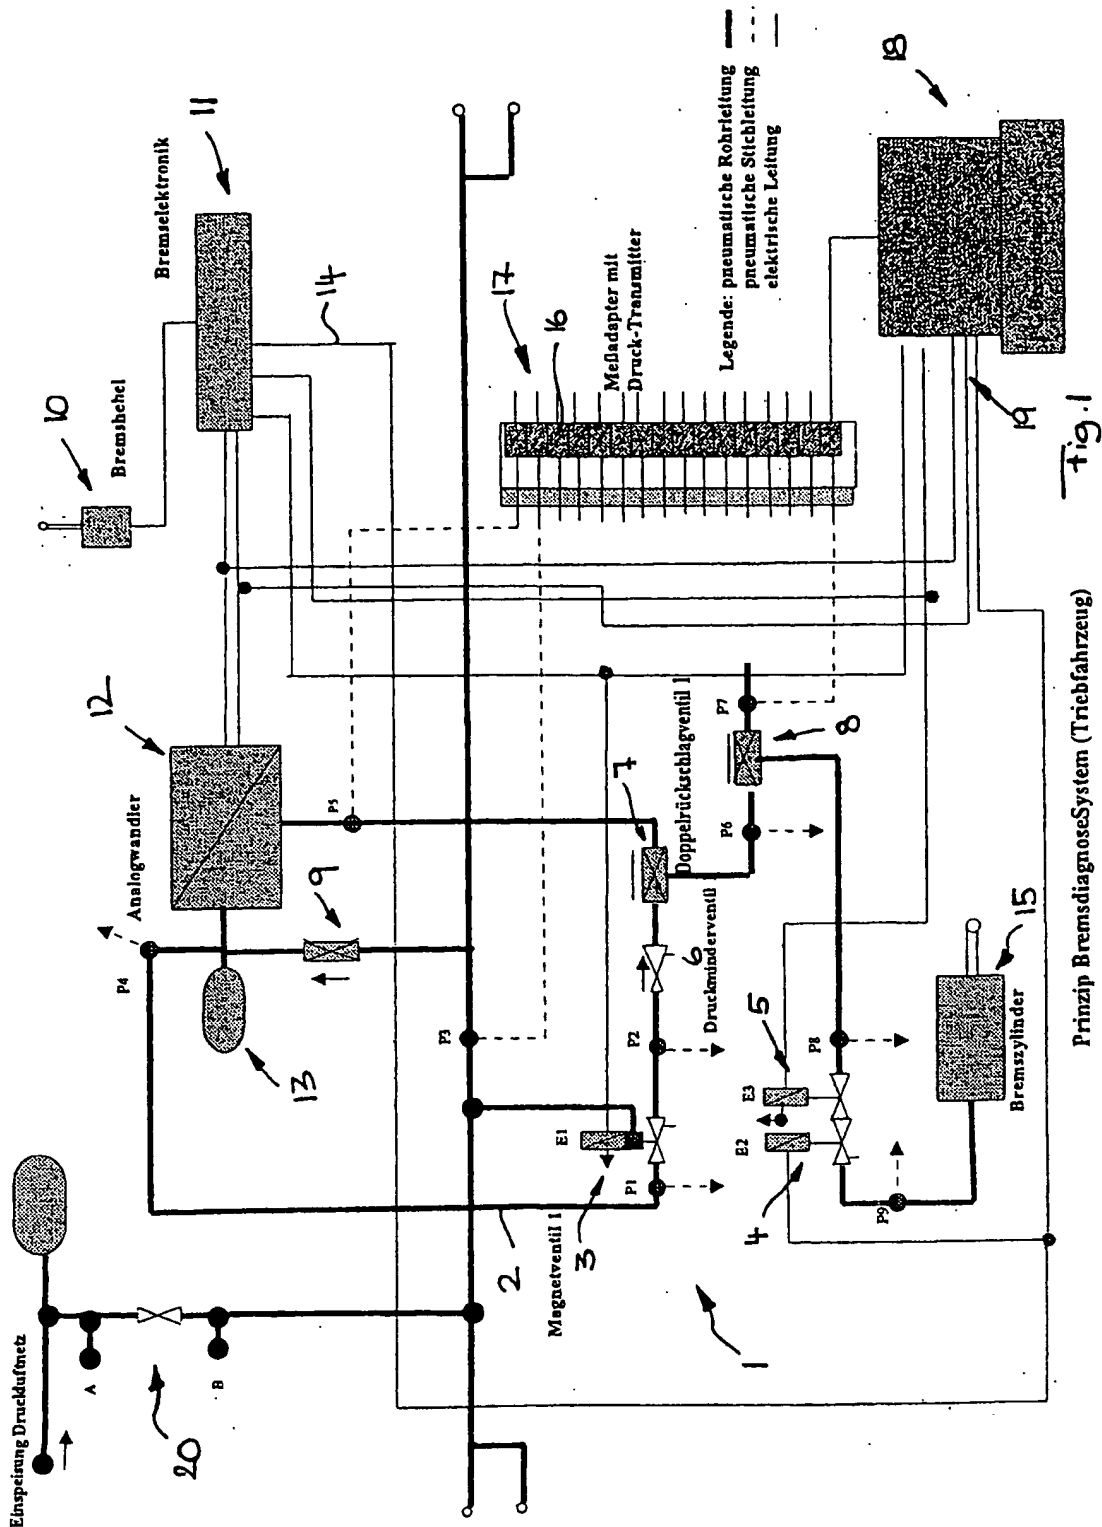 Einspeisung Druckluftnetz
A
B
20
P4
Analogwandler
12
13
9
P5
10
Bremshebel
Bremselektronik
11
14
P3
2
Magnetventil 1
3
E1
P1
P2
6
Druckminderventil
7
Doppelrückschlagventil 1
P6
P7
8
17
16
Meßadapter mit
Druck-Transmitter
Legende: pneumatische Rohrleitung
pneumatische Stichleitung
elektrische Leitung
1
4
E2
E3
5
P8
P9
Bremszylinder
15
18
19
Prinzip BremsdiagnoseSystem (Triebfahrzeug)
Fig.1